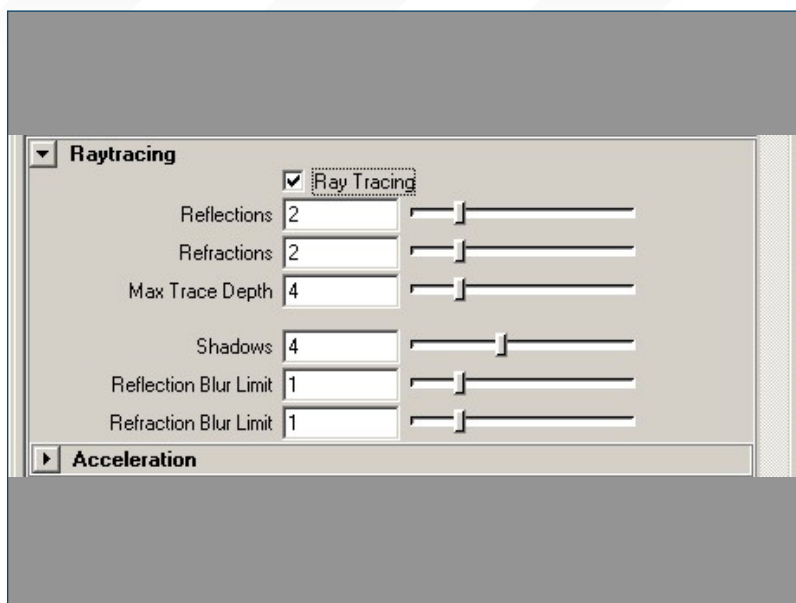 Raytracing
Ray Tracing
Reflections 2
Refractions 2
Max Trace Depth 4
Shadows 4
Reflection Blur Limit 1
Refraction Blur Limit 1
Acceleration